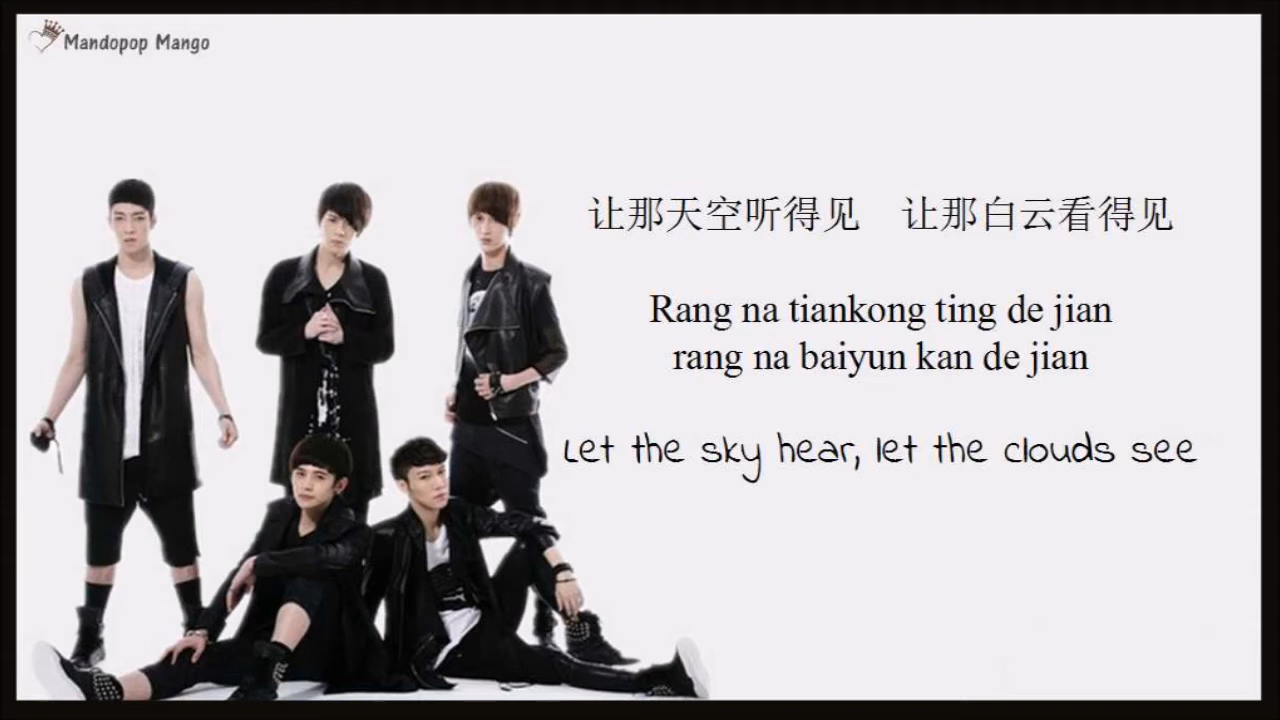 Mandopop Mango
让那天空听得见　让那白云看得见
Rang na tiankong ting de jian
rang na baiyun kan de jian
Let the sky hear, let the clouds see